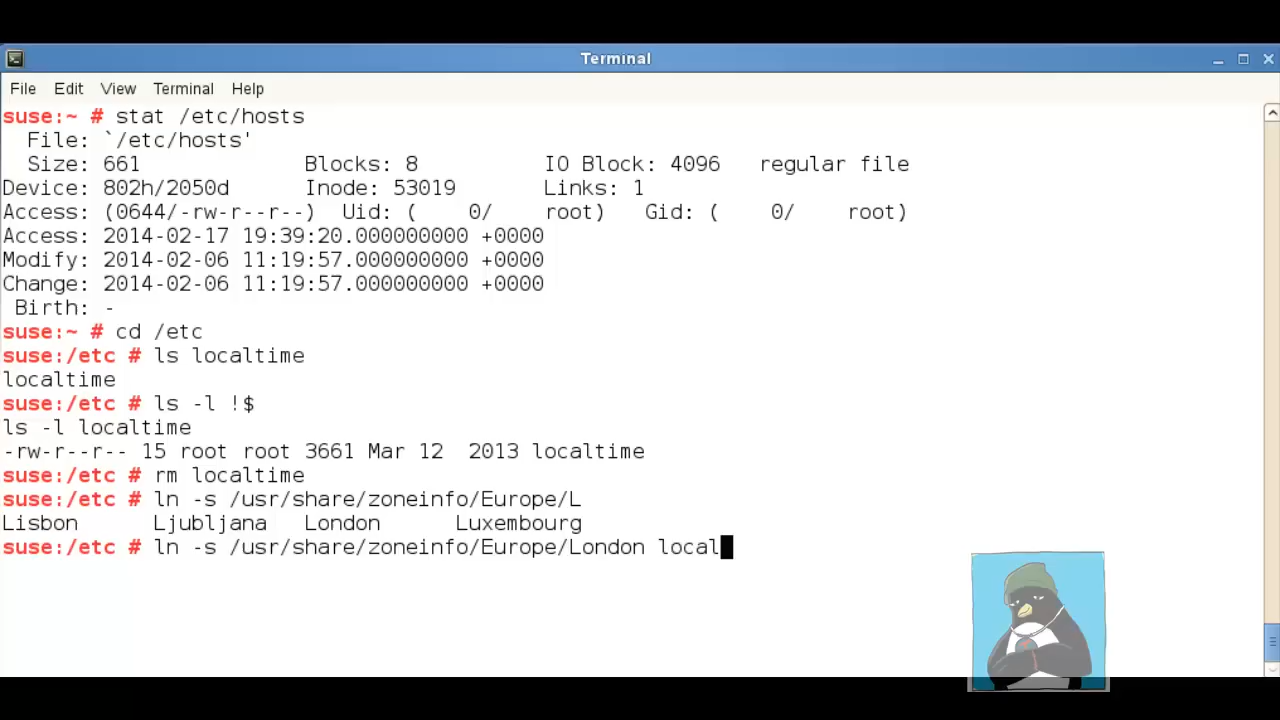 Terminal
File Edit View Terminal Help
suse:~ # stat /etc/hosts
  File: `/etc/hosts'
  Size: 661             Blocks: 8          IO Block: 4096   regular file
Device: 802h/2050d      Inode: 53019       Links: 1
Access: (0644/-rw-r--r--)  Uid: (    0/    root)   Gid: (    0/    root)
Access: 2014-02-17 19:39:20.000000000 +0000
Modify: 2014-02-06 11:19:57.000000000 +0000
Change: 2014-02-06 11:19:57.000000000 +0000
 Birth: -
suse:~ # cd /etc
suse:/etc # ls localtime
localtime
suse:/etc # ls -l !$
ls -l localtime
-rw-r--r-- 15 root root 3661 Mar 12  2013 localtime
suse:/etc # rm localtime
suse:/etc # ln -s /usr/share/zoneinfo/Europe/L
Lisbon      Ljubljana   London      Luxembourg
suse:/etc # ln -s /usr/share/zoneinfo/Europe/London local